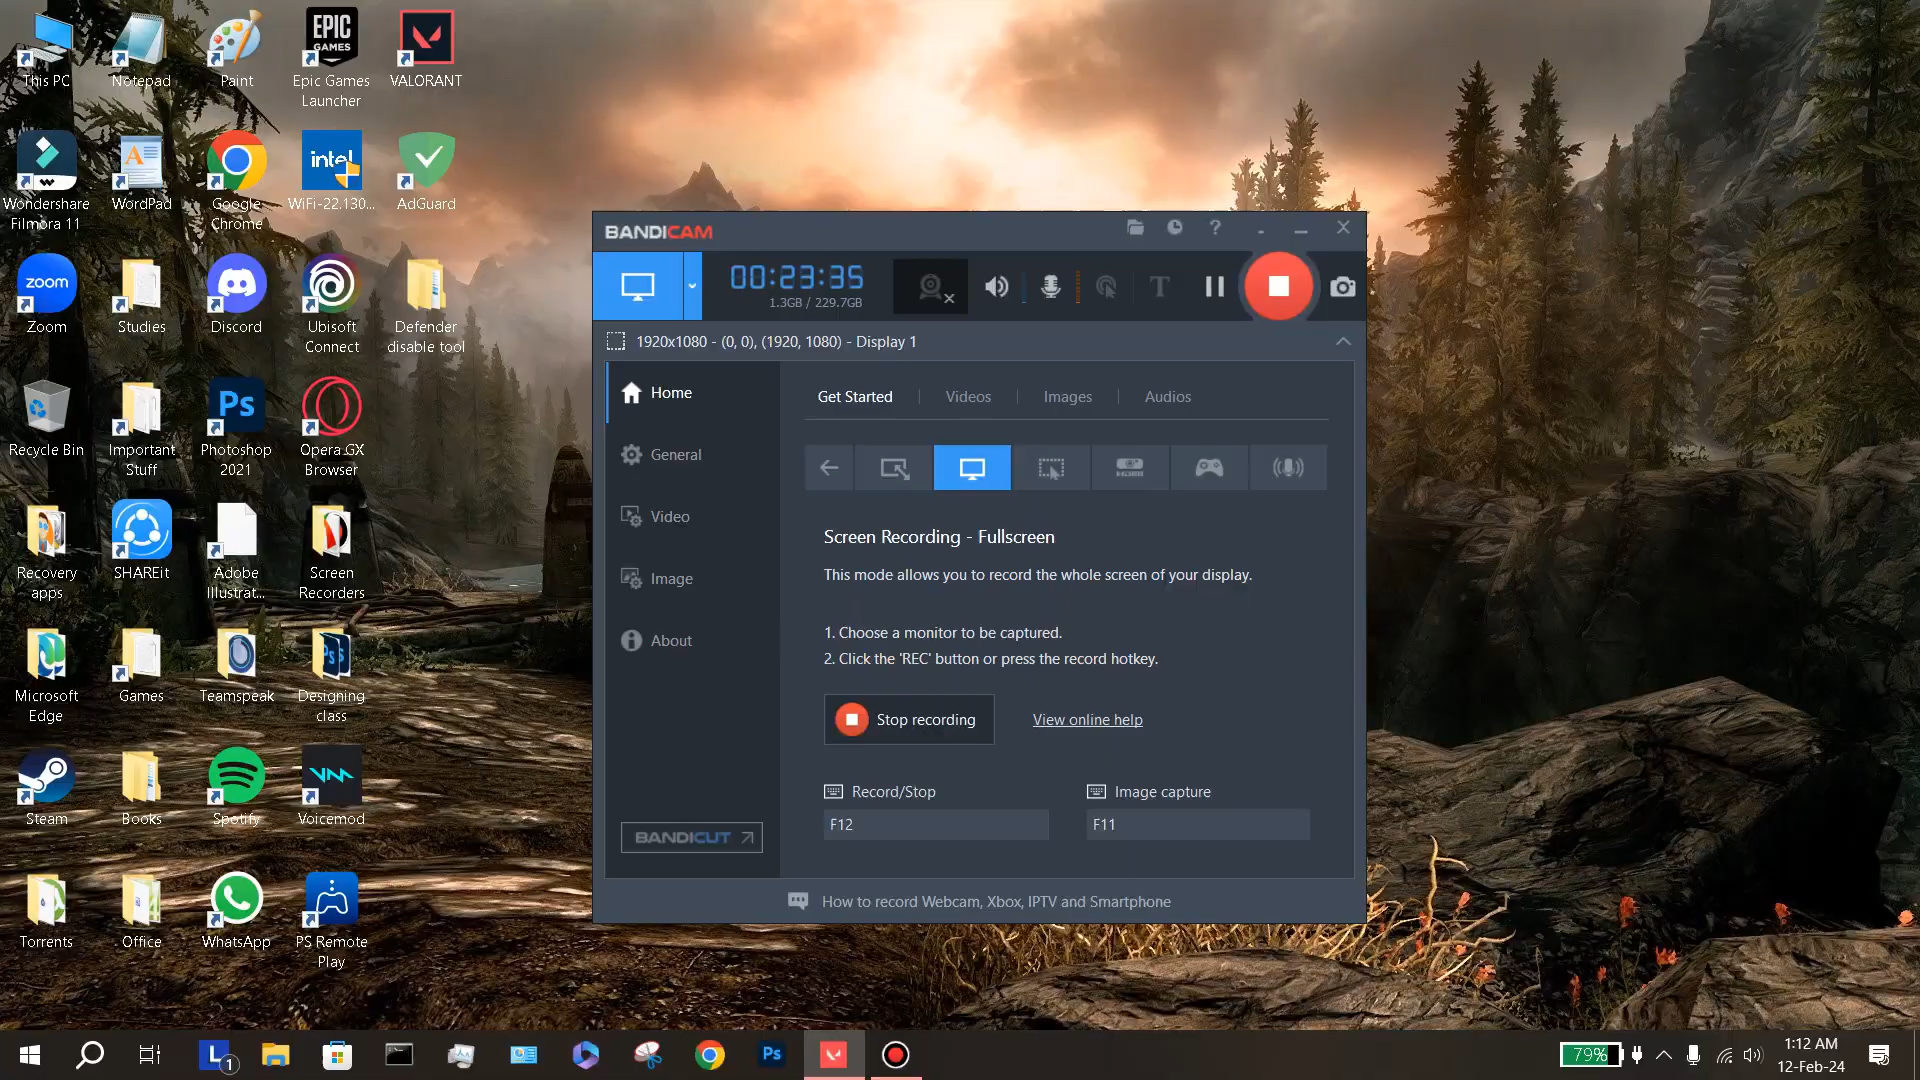 This PC
Notepad
Paint
EPIC
GAMES
Epic Games
Launcher
VALORANT
Wondershare
Filmora 11
WordPad
Google
Chrome
intel
WiFi-22.130...
AdGuard
zoom
Zoom
Studies
Discord
Ubisoft
Connect
Defender
disable tool
Recycle Bin
Important
Stuff
Ps
Photoshop
2021
Opera GX
Browser
Recovery
apps
SHAREit
Adobe
Illustrat...
Screen
Recorders
Microsoft
Edge
Games
Teamspeak
Designing
class
Steam
Books
Spotify
Voicemod
Torrents
Office
WhatsApp
PS Remote
Play
BANDICAM
00:23:35
1.3GB / 229.7GB
1920x1080 - (0, 0), (1920, 1080) - Display 1
Home
General
Video
Image
About
BANDICUT
Get Started
Videos
Images
Audios
Screen Recording - Fullscreen
This mode allows you to record the whole screen of your display.
1. Choose a monitor to be captured.
2. Click the 'REC' button or press the record hotkey.
Stop recording
View online help
Record/Stop
Image capture
F12
F11
How to record Webcam, Xbox, IPTV and Smartphone
L
1
Ps
79%
1:12 AM
12-Feb-24